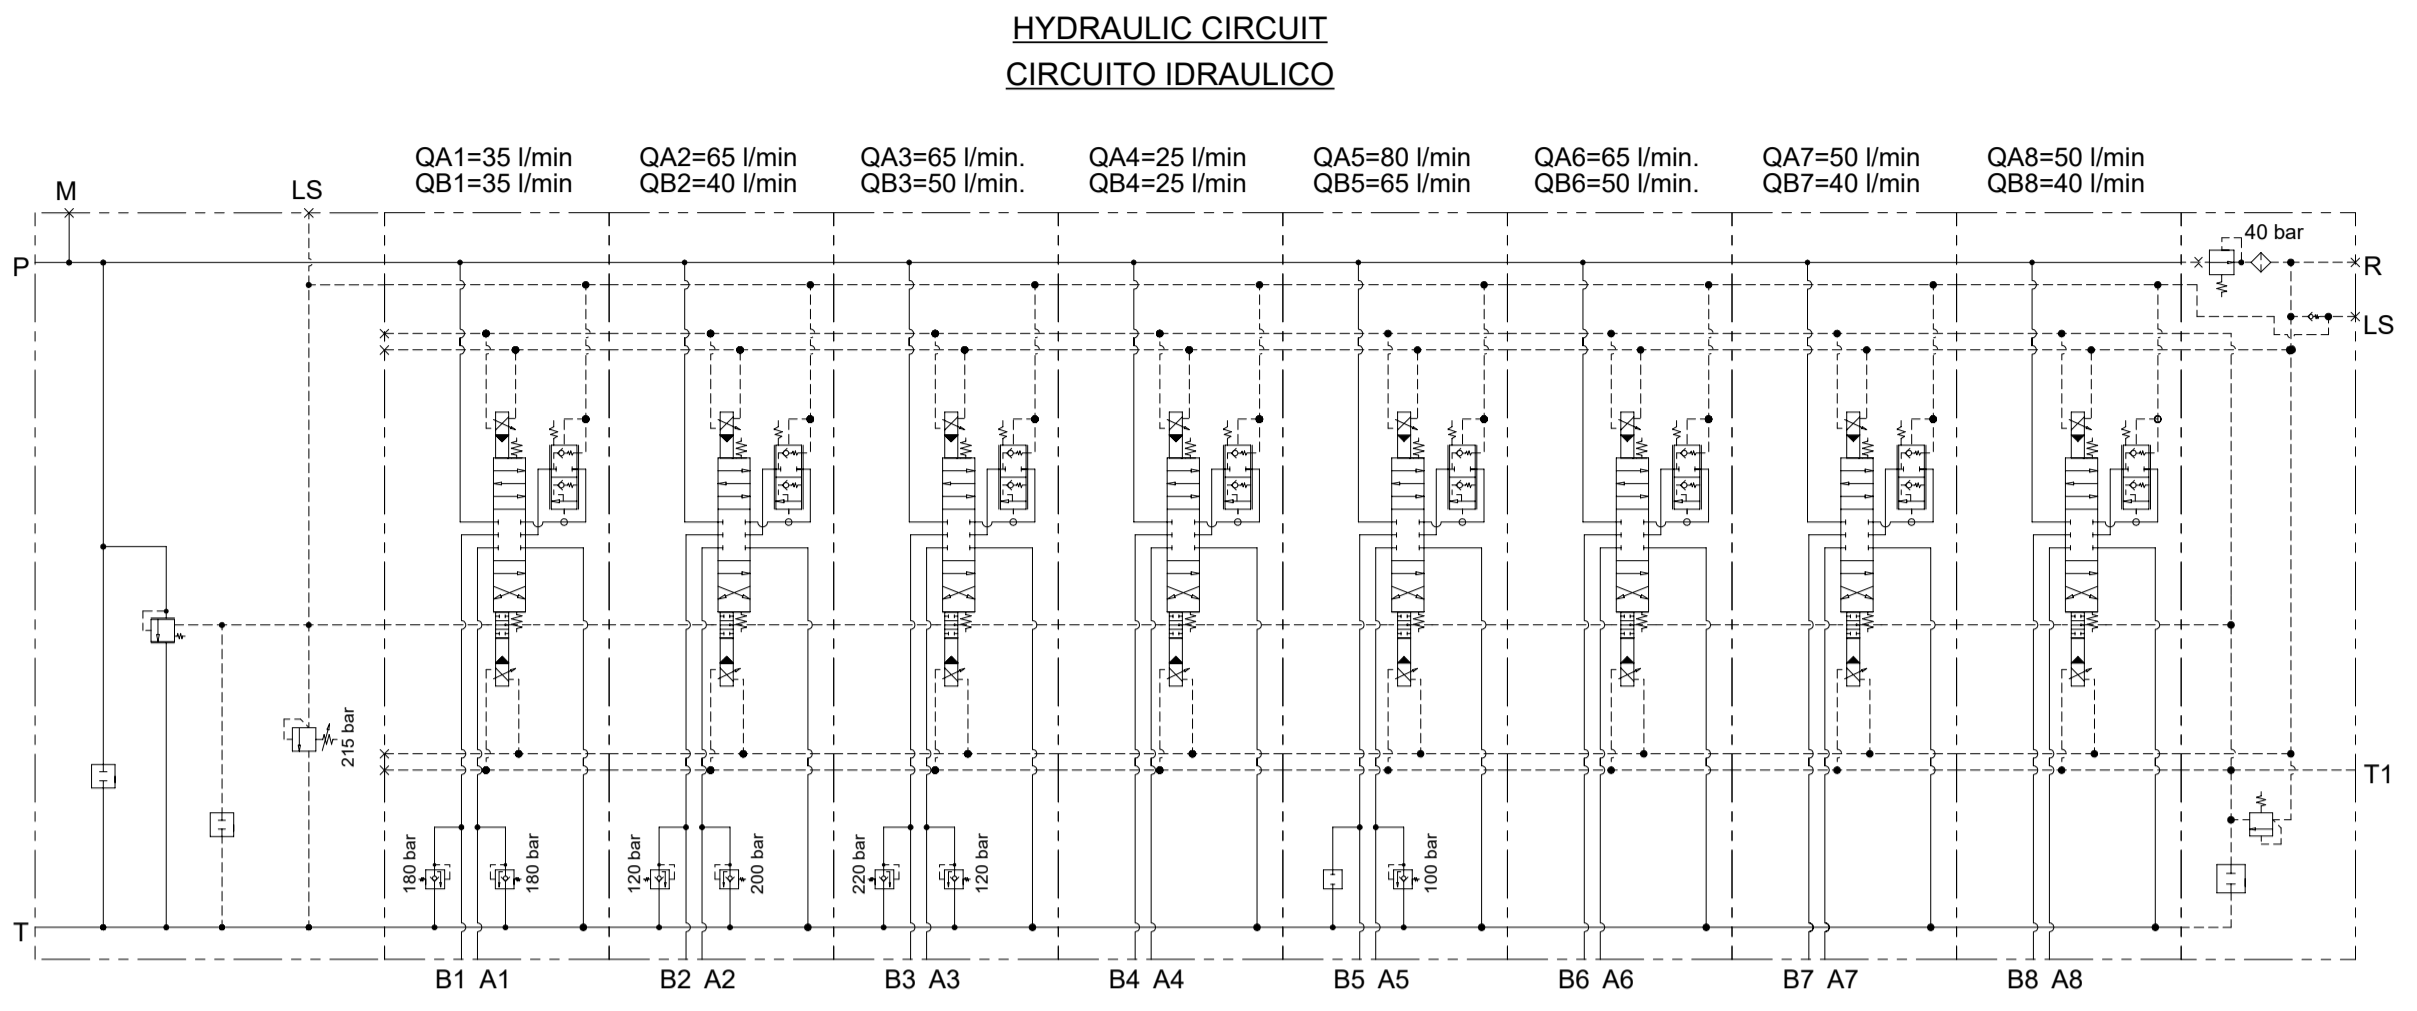 HYDRAULIC CIRCUIT
CIRCUITO IDRAULICO
QA1=35 l/min
QB1=35 l/min
QA2=65 l/min
QB2=40 l/min
QA3=65 l/min.
QB3=50 l/min.
QA4=25 l/min
QB4=25 l/min
QA5=80 l/min
QB5=65 l/min
QA6=65 l/min.
QB6=50 l/min.
QA7=50 l/min
QB7=40 l/min
QA8=50 l/min
QB8=40 l/min
M
LS
40 bar
P
R
LS
215 bar
T1
180 bar
180 bar
120 bar
200 bar
220 bar
120 bar
100 bar
T
B1 A1
B2 A2
B3 A3
B4 A4
B5 A5
B6 A6
B7 A7
B8 A8